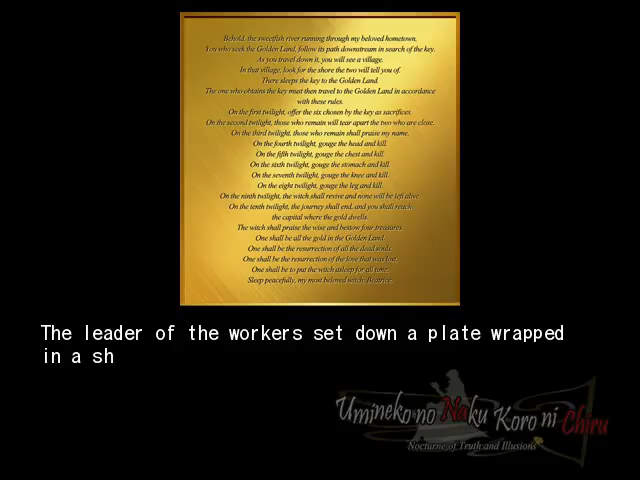 Behold, the sweetfish river running through my beloved hometown.
You who seek the Golden Land, follow its path downstream in search of the key.
As you travel down it, you will see a village.
In that village, look for the shore the two will tell you of.
There sleeps the key to the Golden Land.
The one who obtains the key must then travel to the Golden Land in accordance
with these rules.
On the first twilight, offer the six chosen by the key as sacrifices.
On the second twilight, those who remain will tear apart the two who are close.
On the third twilight, those who remain shall praise my name.
On the fourth twilight, gouge the head and kill.
On the fifth twilight, gouge the chest and kill.
On the sixth twilight, gouge the stomach and kill.
On the seventh twilight, gouge the knee and kill.
On the eight twilight, gouge the leg and kill.
On the ninth twilight, the witch shall revive and none will be left alive.
On the tenth twilight, the journey shall end, and you shall reach
the capital where the gold dwells.
The witch shall praise the wise and bestow four treasures.
One shall be all the gold in the Golden Land.
One shall be the resurrection of all the dead souls.
One shall be the resurrection of the love that was lost.
One shall be to put the witch asleep for all time.
Sleep peacefully, my most beloved witch, Beatrice.
The leader of the workers set down a plate wrapped
in a sh
Umineko no Naku Koro ni Chiru
Nocturne of Truth and Illusions